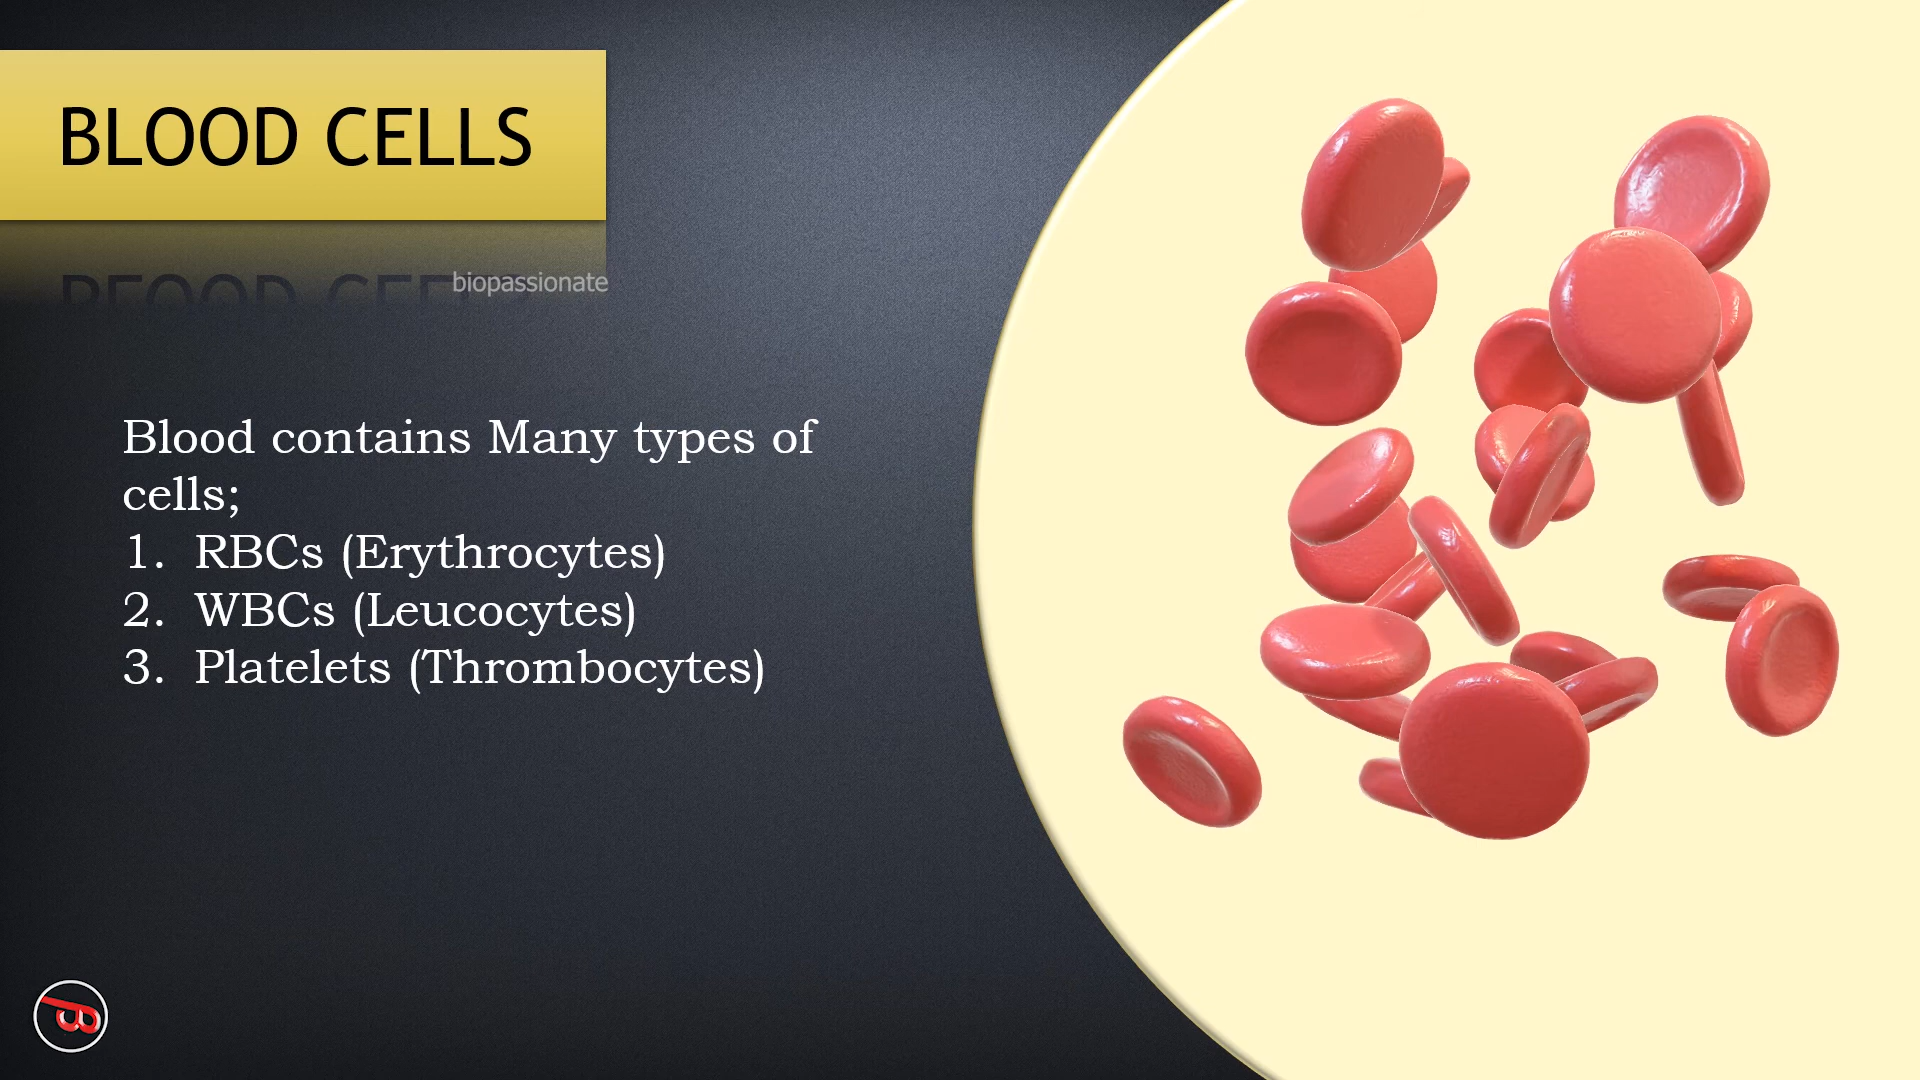 BLOOD CELLS
biopassionate
Blood contains Many types of
cells;
1. RBCs (Erythrocytes)
2. WBCs (Leucocytes)
3. Platelets (Thrombocytes)